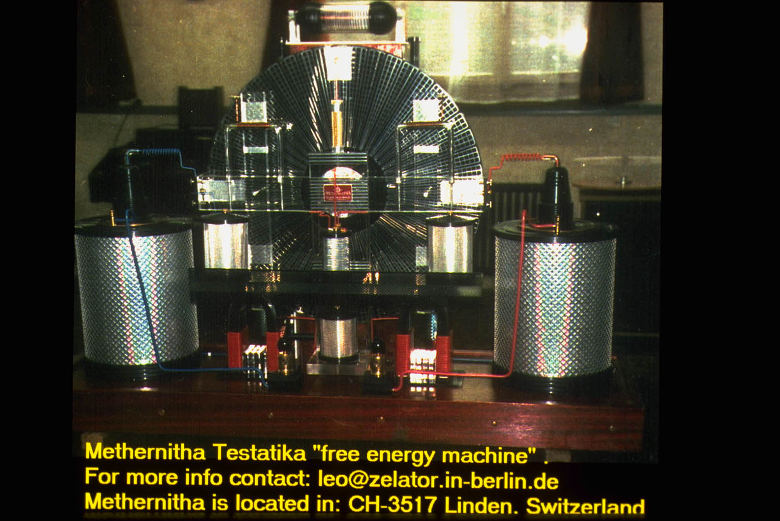 Methernitha Testatika "free energy machine" .
For more info contact: leo@zelator.in-berlin.de
Methernitha is located in: CH-3517 Linden. Switzerland